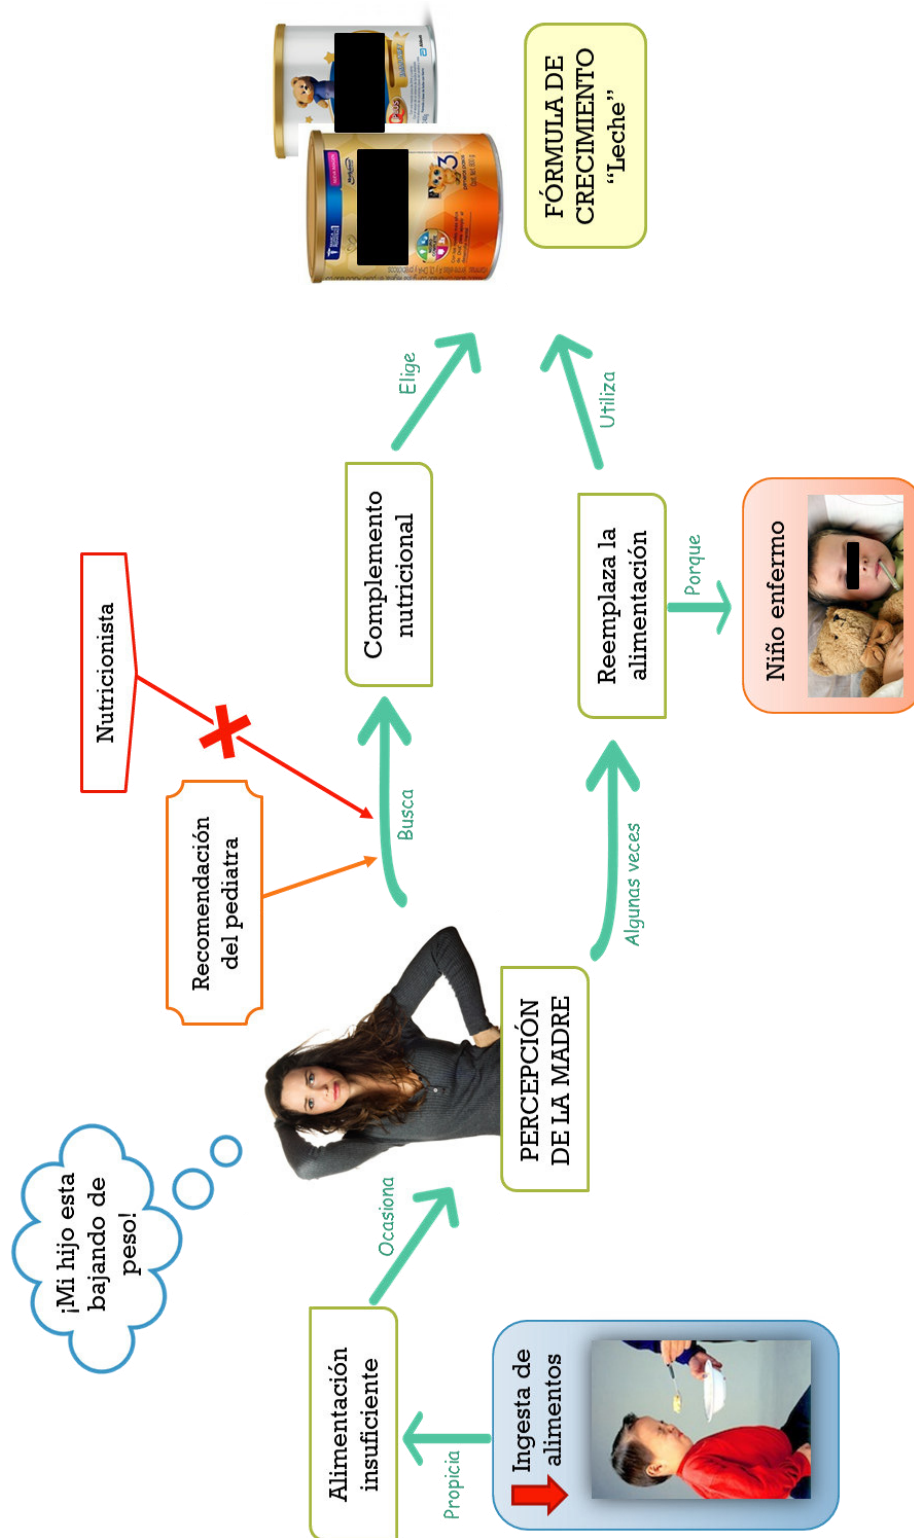 ¡Mi hijo esta
bajando de
peso!
Nutricionista
Recomendación
del pediatra
Alimentación
insuficiente
Ocasiona
Busca
Complemento
nutricional
Elige
Propicia
Ingesta de
alimentos
PERCEPCIÓN
DE LA MADRE
Algunas veces
Reemplaza la
alimentación
Utiliza
Porque
Niño enfermo
FÓRMULA DE
CRECIMIENTO
“Leche”
PLUS
3